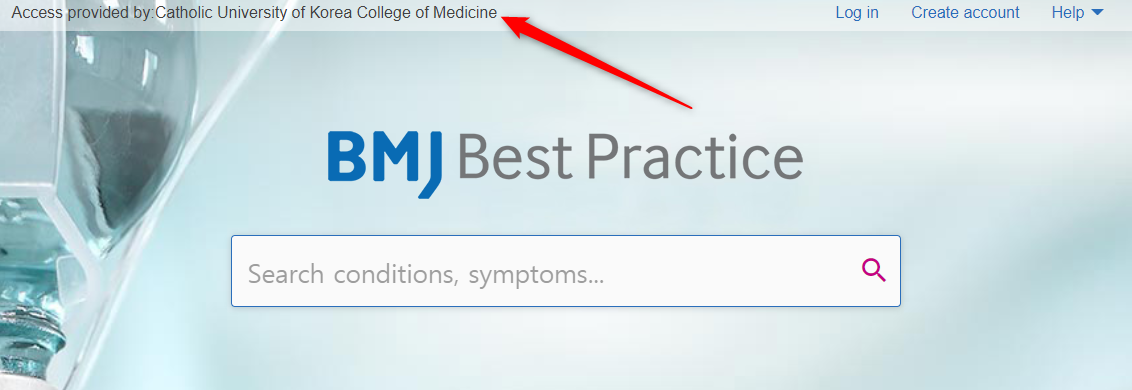 Access provided by:Catholic University of Korea College of Medicine
Log in Create account Help
BMJ Best Practice
Search conditions, symptoms...